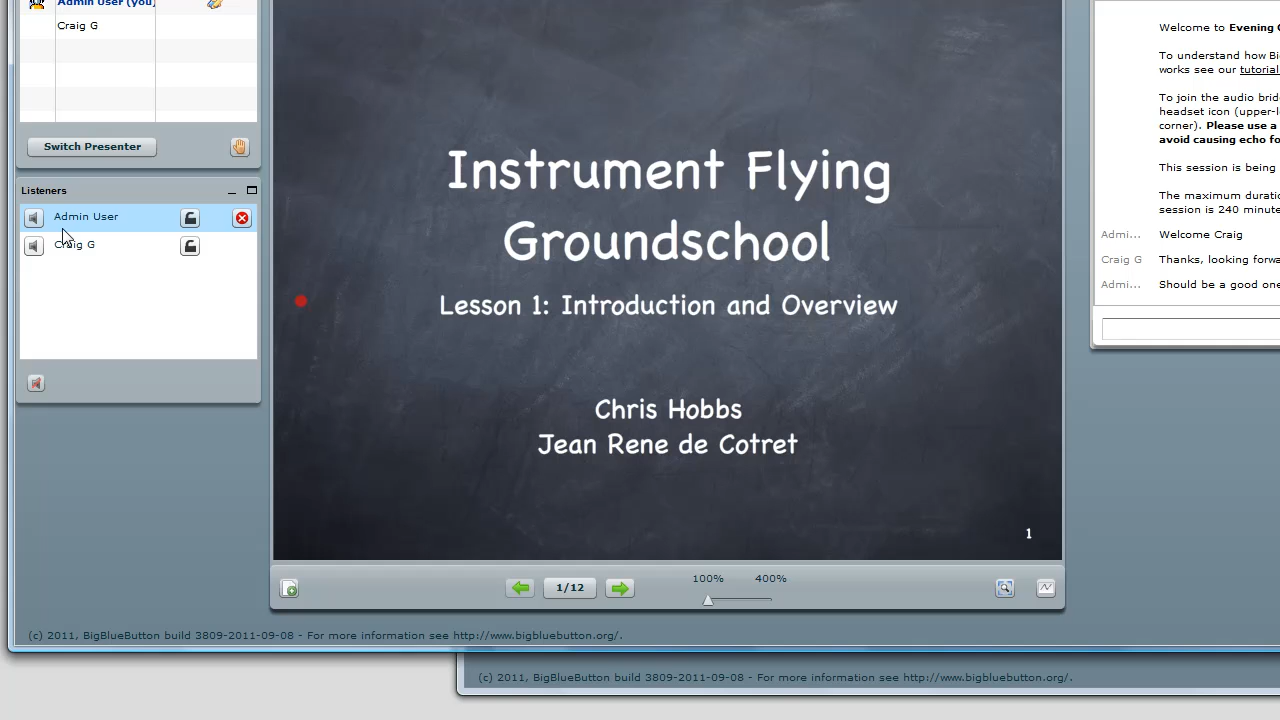 Admin User (you)
Craig G
Switch Presenter
Listeners
Admin User
Craig G
Instrument Flying
Groundschool
Lesson 1: Introduction and Overview
Chris Hobbs
Jean Rene de Cotret
1
1/12
100%
400%
Welcome to Evening
To understand how Bi
works see our tutorial
To join the audio brid
headset icon (upper-l
corner). Please use a
avoid causing echo fo
This session is being
The maximum duratio
session is 240 minute
Admi... Welcome Craig
Craig G Thanks, looking forwa
Admi... Should be a good one
(c) 2011, BigBlueButton build 3809-2011-09-08 - For more information see http://www.bigbluebutton.org/.
(c) 2011, BigBlueButton build 3809-2011-09-08 - For more information see http://www.bigbluebutton.org/.